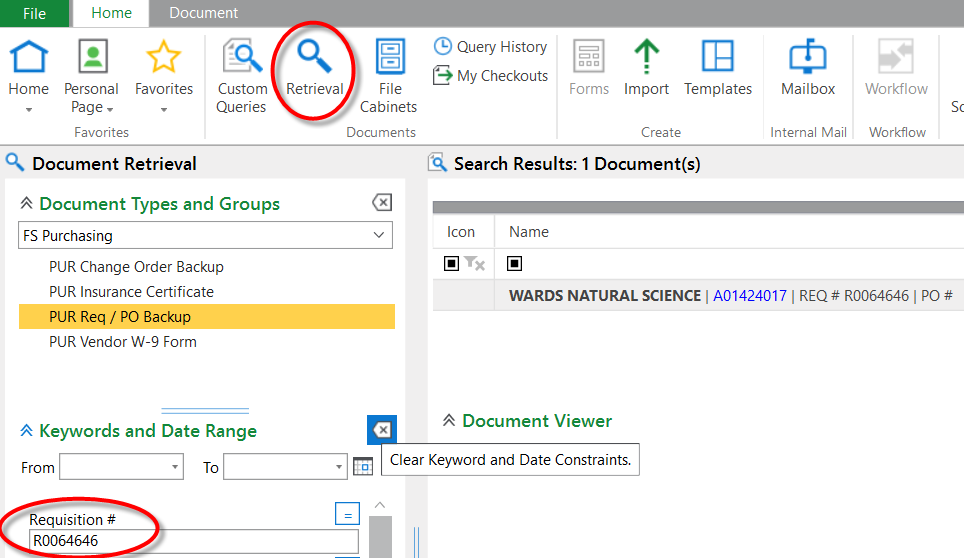 File Home Document
Home
Personal Page
Favorites
Custom Queries
Retrieval
File Cabinets
Query History
My Checkouts
Forms
Import
Templates
Mailbox
Workflow
Favorites Documents Create Internal Mail Workflow
Document Retrieval
Document Types and Groups
FS Purchasing
PUR Change Order Backup
PUR Insurance Certificate
PUR Req / PO Backup
PUR Vendor W-9 Form
Keywords and Date Range
From To
Clear Keyword and Date Constraints.
Requisition # =
R0064646
Search Results: 1 Document(s)
Icon Name
WARDS NATURAL SCIENCE | A01424017 | REQ # R0064646 | PO #
Document Viewer